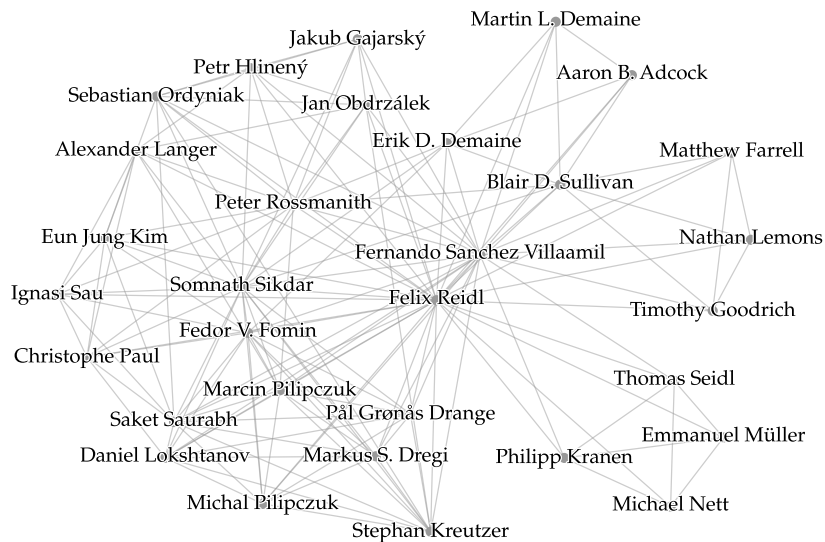 Martin L. Demaine
Jakub Gajarský
Petr Hlinený
Aaron B. Adcock
Sebastian Ordyniak
Jan Obdrzálek
Erik D. Demaine
Alexander Langer
Matthew Farrell
Blair D. Sullivan
Peter Rossmanith
Eun Jung Kim
Nathan Lemons
Fernando Sanchez Villaamil
Somnath Sikdar
Ignasi Sau
Felix Reidl
Timothy Goodrich
Fedor V. Fomin
Christophe Paul
Thomas Seidl
Marcin Pilipczuk
Pål Grønås Drange
Saket Saurabh
Emmanuel Müller
Daniel Lokshtanov
Markus S. Dregi
Philipp Kranen
Michal Pilipczuk
Michael Nett
Stephan Kreutzer